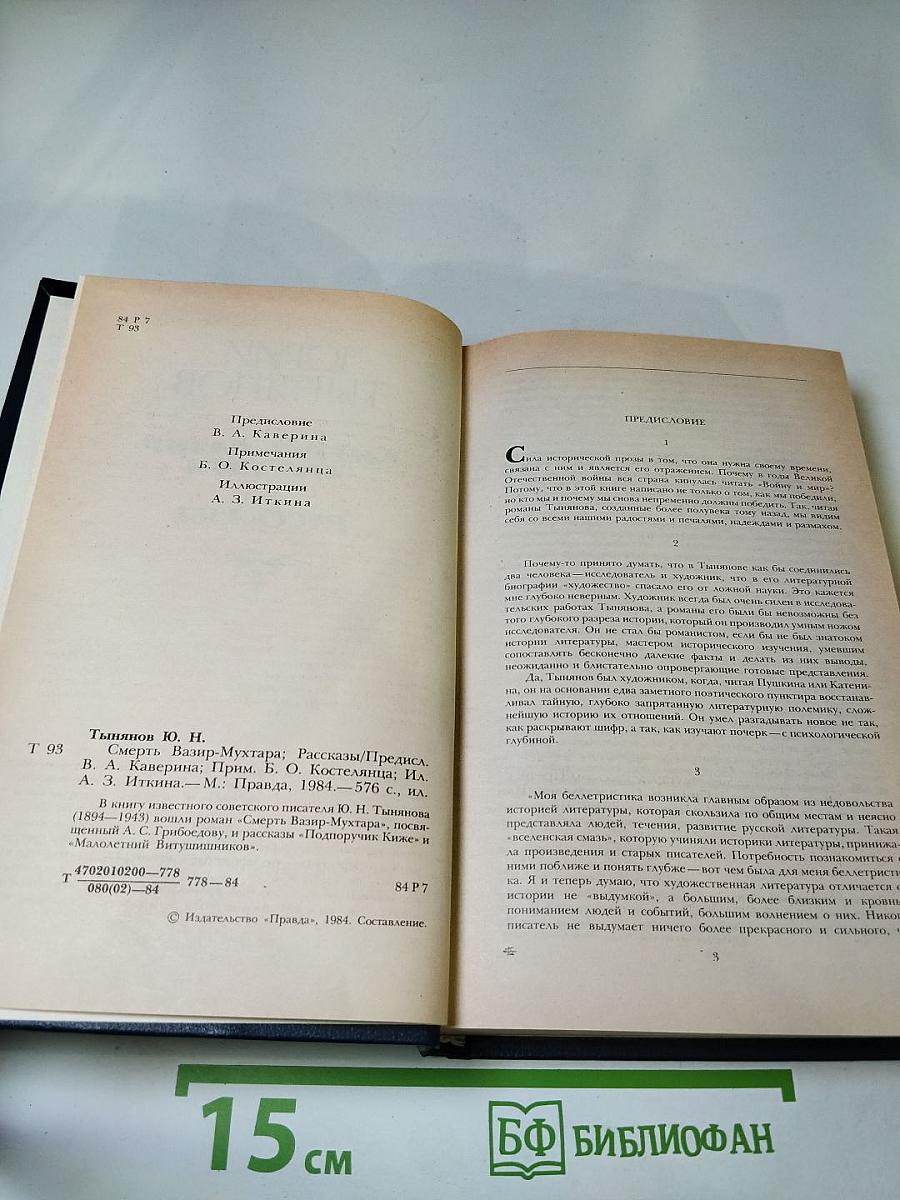 84 Р 7
Т 93
Предисловие
В. А. Каверина
Примечания
Б. О. Костелянца
Иллюстрации
А. З. Иткина
Тынянов Ю. Н.
Т 93 Смерть Вазир-Мухтара; Рассказы/Предисл.
В. А. Каверина; Прим. Б. О. Костелянца; Ил.
А. З. Иткина.— М.: Правда, 1984.— 576 с., ил.
В книгу известного советского писателя Ю. Н. Тынянова
(1894—1943) вошли роман «Смерть Вазир-Мухтара», посвя-
щенный А. С. Грибоедову, и рассказы «Подпоручик Киже» и
«Малолетний Витушишников».
Т 4702010200—778
080(02)—84 778—84 84 Р 7
© Издательство «Правда», 1984. Составление.
ПРЕДИСЛОВИЕ
1
Сила исторической прозы в том, что она нужна своему времени,
связана с ним и является его отражением. Почему в годы Великой
Отечественной войны вся страна кинулась читать «Войну и мир»?
Потому, что в этой книге написано не только о том, как мы победили,
но кто мы и почему мы снова непременно должны победить. Так, читая
романы Тынянова, созданные более полувека тому назад, мы видим
себя со всеми нашими радостями и печалями, надеждами и размахом.
2
Почему-то принято думать, что в Тынянове как бы соединились
два человека — исследователь и художник, что в его литературной
биографии «художество» спасало его от ложной науки. Это кажется
мне глубоко неверным. Художник всегда был очень силен в исследова-
тельских работах Тынянова, а романы его были бы невозможны без
того глубокого разреза истории, который он производил умным ножом
исследователя. Он не стал бы романистом, если бы не был знатоком
истории литературы, мастером исторического изучения, умевшим
сопоставлять бесконечно далекие факты и делать из них выводы,
неожиданно и блистательно опровергающие готовые представления.
Да, Тынянов был художником, когда, читая Пушкина или Катени-
на, он на основании едва заметного поэтического пунктира восстанав-
ливал тайную, глубоко запрятанную литературную полемику, слож-
нейшую историю их отношений. Он умел разгадывать новое не так,
как раскрывают шифр, а так, как изучают почерк — с психологической
глубиной.
3
«Моя беллетристика возникла главным образом из недовольства
историей литературы, которая скользила по общим местам и неясно
представляла людей, течения, развитие русской литературы. Такая
«вселенская смазь», которую учиняли историки литературы, принижа-
ла произведения и старых писателей. Потребность познакомиться с
ними поближе и понять глубже — вот чем была для меня беллетристи-
ка. Я и теперь думаю, что художественная литература отличается от
истории не «выдумкой», а большим, более близким и кровным
пониманием людей и событий, большим волнением о них. Никог
писатель не выдумает ничего более прекрасного и сильного, ч
3
15 см
БФ БИБЛИОФАН